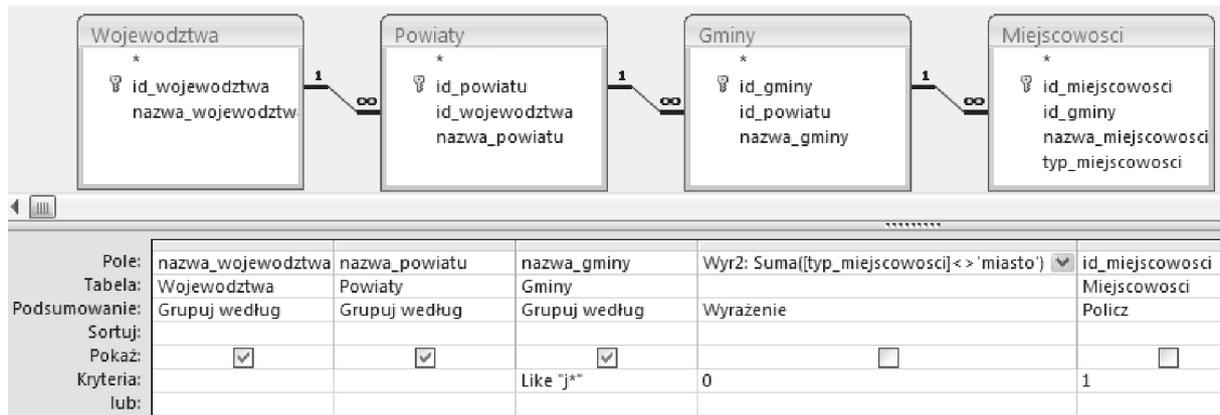 Wojewodztwa Powiaty Gminy Miejscowosci
* * * *
id_wojewodztwa 1 ∞ id_powiatu 1 ∞ id_gminy 1 ∞ id_miejscowosci
nazwa_wojewodztw id_wojewodztwa id_powiatu id_gminy
nazwa_powiatu nazwa_gminy nazwa_miejscowosci
typ_miejscowosci
Pole: nazwa_wojewodztwa nazwa_powiatu nazwa_gminy Wyr2: Suma([typ_miejscowosci]<>'miasto') id_miejscowosci
Tabela: Wojewodztwa Powiaty Gminy Miejscowosci
Podsumowanie: Grupuj według Grupuj według Grupuj według Wyrażenie Policz
Sortuj:
Pokaż:
Kryteria: Like "j*" 0 1
lub: